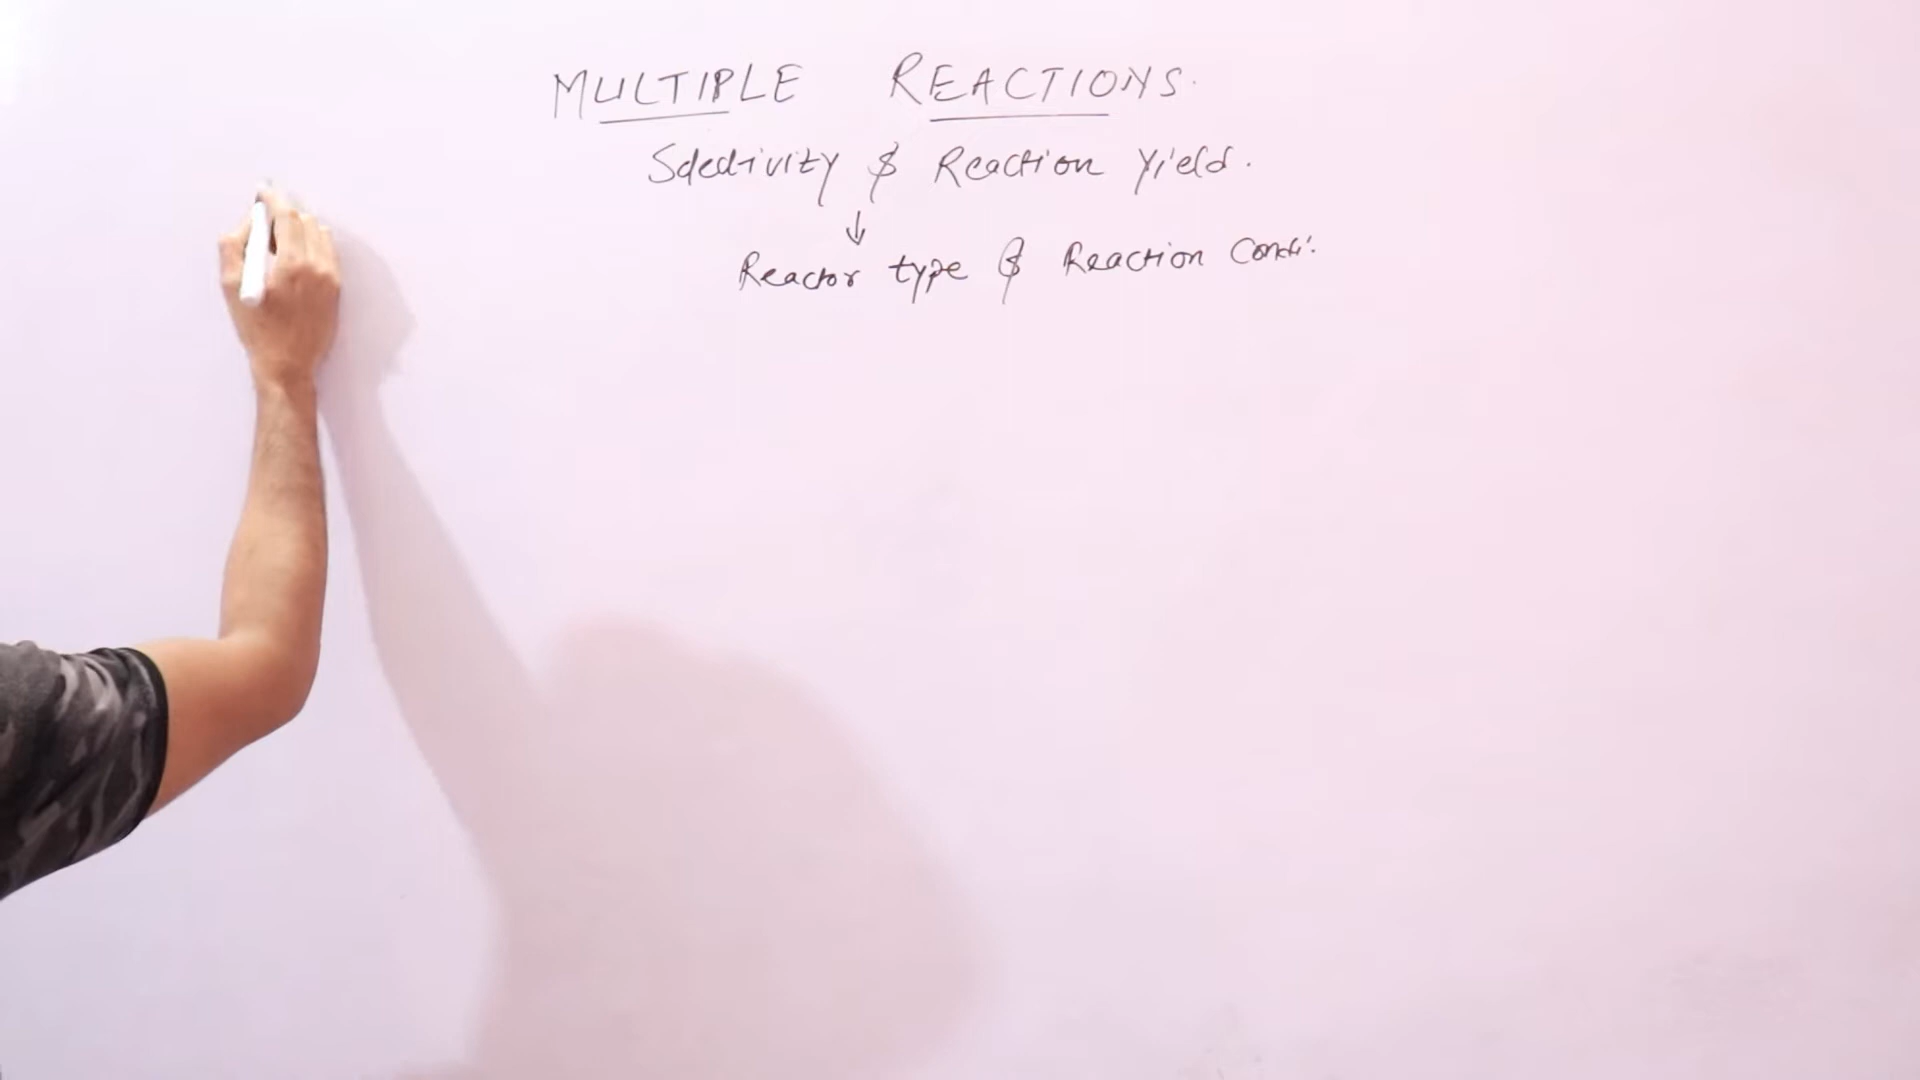 MULTIPLE REACTIONS.
Selectivity & Reaction Yield.
↓
Reactor type & Reaction Condi.